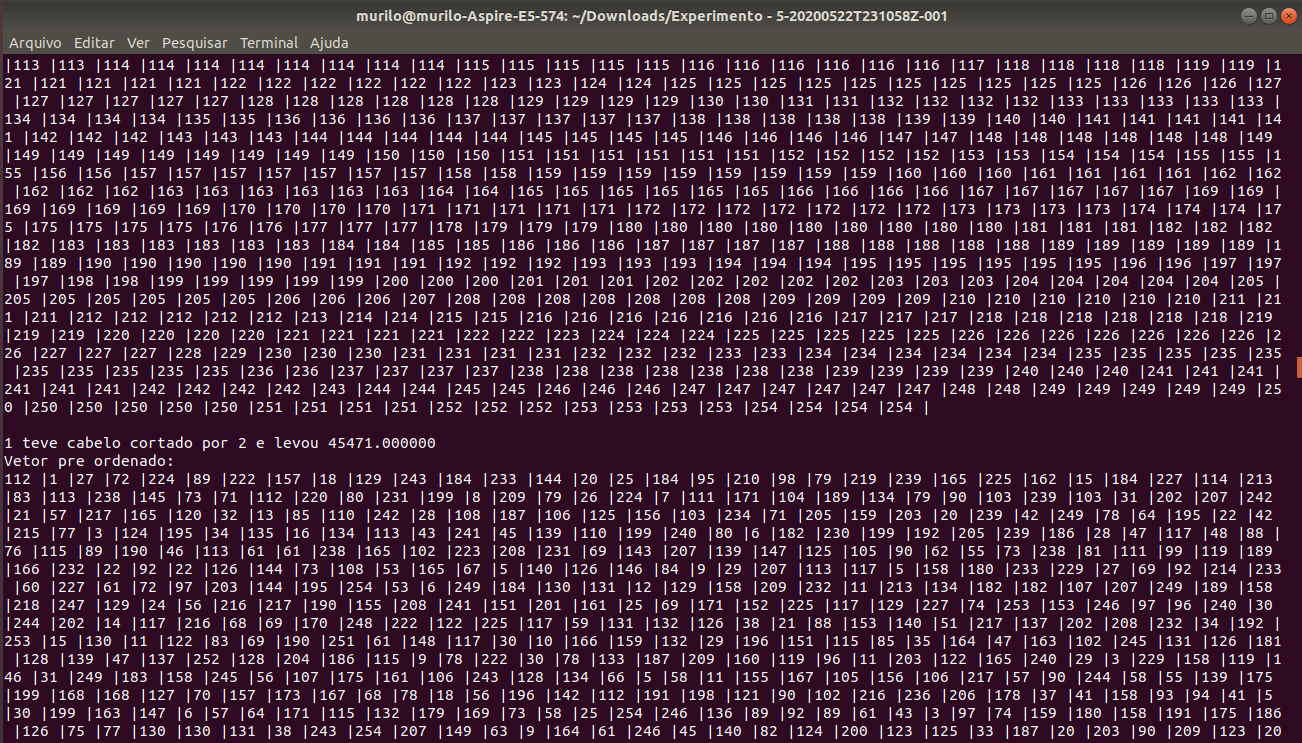 murilo@murilo-Aspire-E5-574: ~/Downloads/Experimento - 5-20200522T231058Z-001
Arquivo Editar Ver Pesquisar Terminal Ajuda
|113 |113 |114 |114 |114 |114 |114 |114 |114 |114 |115 |115 |115 |115 |115 |116 |116 |116 |116 |116 |116 |117 |118 |118 |118 |118 |119 |119 |1
21 |121 |121 |121 |121 |122 |122 |122 |122 |122 |122 |123 |123 |124 |124 |125 |125 |125 |125 |125 |125 |125 |125 |125 |126 |126 |126 |127
|127 |127 |127 |127 |127 |128 |128 |128 |128 |128 |128 |129 |129 |129 |129 |130 |130 |131 |131 |132 |132 |132 |132 |133 |133 |133 |133 |133 |
134 |134 |134 |134 |135 |135 |136 |136 |136 |136 |137 |137 |137 |137 |137 |138 |138 |138 |138 |138 |139 |139 |140 |140 |141 |141 |141 |141 |14
1 |142 |142 |142 |143 |143 |143 |144 |144 |144 |144 |144 |144 |145 |145 |145 |145 |146 |146 |146 |146 |147 |147 |148 |148 |148 |148 |148 |149
|149 |149 |149 |149 |149 |149 |149 |150 |150 |150 |151 |151 |151 |151 |151 |151 |152 |152 |152 |152 |153 |153 |154 |154 |154 |155 |155 |1
55 |156 |156 |157 |157 |157 |157 |157 |157 |157 |158 |158 |159 |159 |159 |159 |159 |159 |159 |159 |160 |160 |160 |161 |161 |161 |161 |162 |162
|162 |162 |162 |163 |163 |163 |163 |163 |163 |164 |164 |165 |165 |165 |165 |165 |165 |166 |166 |166 |166 |167 |167 |167 |167 |167 |169 |169 |
169 |169 |169 |169 |169 |170 |170 |170 |170 |171 |171 |171 |171 |171 |171 |172 |172 |172 |172 |172 |172 |172 |173 |173 |173 |173 |174 |174 |174 |17
5 |175 |175 |175 |175 |176 |176 |177 |177 |177 |178 |179 |179 |179 |180 |180 |180 |180 |180 |180 |180 |180 |180 |181 |181 |181 |182 |182 |182
|182 |183 |183 |183 |183 |183 |183 |184 |184 |185 |185 |186 |186 |186 |187 |187 |187 |187 |188 |188 |188 |188 |188 |189 |189 |189 |189 |189 |1
89 |189 |190 |190 |190 |190 |190 |191 |191 |191 |192 |192 |192 |193 |193 |193 |194 |194 |194 |195 |195 |195 |195 |195 |195 |196 |196 |197 |197
|197 |198 |198 |199 |199 |199 |199 |199 |200 |200 |200 |201 |201 |201 |202 |202 |202 |202 |202 |203 |203 |203 |204 |204 |204 |204 |204 |205 |
205 |205 |205 |205 |205 |205 |206 |206 |206 |207 |208 |208 |208 |208 |208 |208 |208 |209 |209 |209 |209 |210 |210 |210 |210 |210 |210 |211 |21
1 |211 |212 |212 |212 |212 |212 |213 |214 |214 |215 |215 |216 |216 |216 |216 |216 |216 |216 |217 |217 |217 |218 |218 |218 |218 |218 |218 |219
|219 |219 |220 |220 |220 |220 |221 |221 |221 |221 |222 |222 |223 |224 |224 |224 |225 |225 |225 |225 |225 |226 |226 |226 |226 |226 |226 |226 |2
26 |227 |227 |227 |228 |229 |230 |230 |230 |231 |231 |231 |231 |232 |232 |232 |233 |233 |234 |234 |234 |234 |234 |234 |235 |235 |235 |235 |235
|235 |235 |235 |235 |235 |236 |236 |237 |237 |237 |237 |238 |238 |238 |238 |238 |238 |238 |239 |239 |239 |239 |240 |240 |240 |241 |241 |241 |
241 |241 |241 |242 |242 |242 |242 |243 |244 |244 |245 |245 |246 |246 |246 |247 |247 |247 |247 |247 |247 |248 |248 |249 |249 |249 |249 |249 |25
0 |250 |250 |250 |250 |250 |251 |251 |251 |251 |252 |252 |252 |253 |253 |253 |253 |254 |254 |254 |254 |
1 teve cabelo cortado por 2 e levou 45471.000000
Vetor pre ordenado:
112 |1 |27 |72 |224 |89 |222 |157 |18 |129 |243 |184 |233 |144 |20 |25 |184 |95 |210 |98 |79 |219 |239 |165 |225 |162 |15 |184 |227 |114 |213
|83 |113 |238 |145 |73 |71 |112 |220 |80 |231 |199 |8 |209 |79 |26 |224 |7 |111 |171 |104 |189 |134 |79 |90 |103 |239 |103 |31 |202 |207 |242
|21 |57 |217 |165 |120 |32 |13 |85 |110 |242 |28 |108 |187 |106 |125 |156 |103 |234 |71 |205 |159 |203 |20 |239 |42 |249 |78 |64 |195 |22 |42
|215 |77 |3 |124 |195 |34 |135 |16 |134 |113 |43 |241 |45 |139 |110 |199 |240 |80 |6 |182 |230 |199 |192 |205 |239 |186 |28 |47 |117 |48 |88 |
76 |115 |89 |190 |46 |113 |61 |61 |238 |165 |102 |223 |208 |231 |69 |143 |207 |139 |147 |125 |105 |90 |62 |55 |73 |238 |81 |111 |99 |119 |189
|166 |232 |22 |92 |22 |126 |144 |73 |108 |53 |165 |67 |5 |140 |126 |146 |84 |9 |29 |207 |113 |117 |5 |158 |180 |233 |229 |27 |69 |92 |214 |233
|60 |227 |61 |72 |97 |203 |144 |195 |254 |53 |6 |249 |184 |130 |131 |12 |129 |158 |209 |232 |11 |213 |134 |182 |182 |107 |207 |249 |189 |158
|218 |247 |129 |24 |56 |216 |217 |190 |155 |208 |241 |151 |201 |161 |25 |69 |171 |152 |225 |117 |129 |227 |74 |253 |153 |246 |97 |96 |240 |30
|244 |202 |14 |117 |216 |68 |69 |170 |248 |222 |122 |225 |117 |59 |131 |132 |126 |38 |21 |88 |153 |140 |51 |217 |137 |202 |208 |232 |34 |192 |
253 |15 |130 |11 |122 |83 |69 |190 |251 |61 |148 |117 |30 |10 |166 |159 |132 |29 |196 |151 |115 |85 |35 |164 |47 |163 |102 |245 |131 |126 |181
|128 |139 |47 |137 |252 |128 |204 |186 |115 |9 |78 |222 |30 |78 |133 |187 |209 |160 |119 |96 |11 |203 |122 |165 |240 |29 |3 |229 |158 |119 |1
46 |31 |249 |183 |158 |245 |56 |107 |175 |161 |106 |243 |128 |134 |66 |5 |58 |11 |155 |167 |105 |156 |106 |217 |57 |90 |244 |58 |55 |139 |175
|199 |168 |168 |127 |70 |157 |173 |167 |68 |78 |18 |56 |196 |142 |112 |191 |198 |121 |90 |102 |216 |236 |206 |178 |37 |41 |158 |93 |94 |41 |5
|30 |199 |163 |147 |6 |57 |64 |171 |115 |132 |179 |169 |73 |58 |25 |254 |246 |136 |89 |92 |89 |61 |43 |3 |97 |74 |159 |180 |158 |191 |175 |186
|126 |75 |77 |130 |130 |131 |38 |243 |254 |207 |149 |63 |9 |164 |61 |246 |45 |140 |82 |124 |200 |123 |125 |33 |187 |20 |203 |90 |209 |123 |20